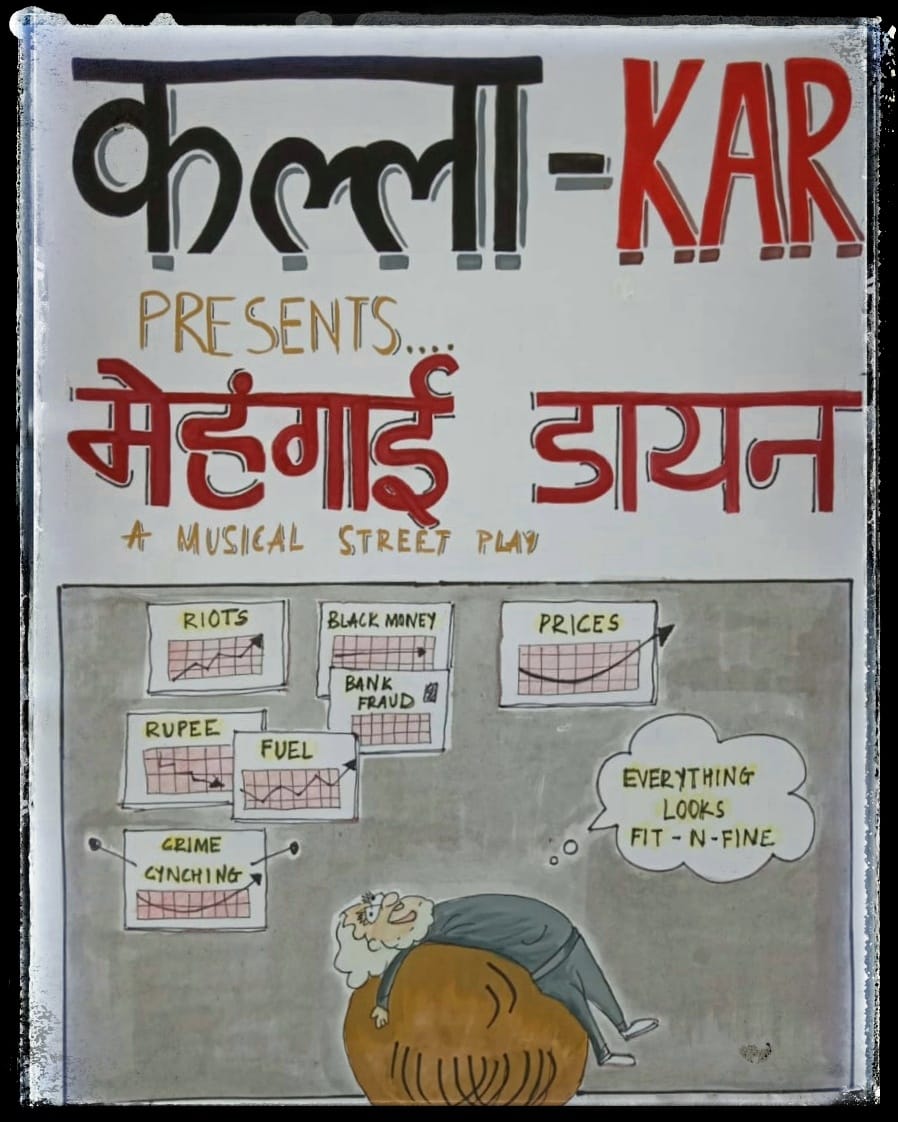 कल्ला-KAR
PRESENTS....
मेहंगाई डायन
A MUSICAL STREET PLAY
RIOTS
BLACK MONEY
PRICES
BANK
FRAUD
RUPEE
FUEL
CRIME
LYNCHING
EVERYTHING
LOOKS
FIT-N-FINE